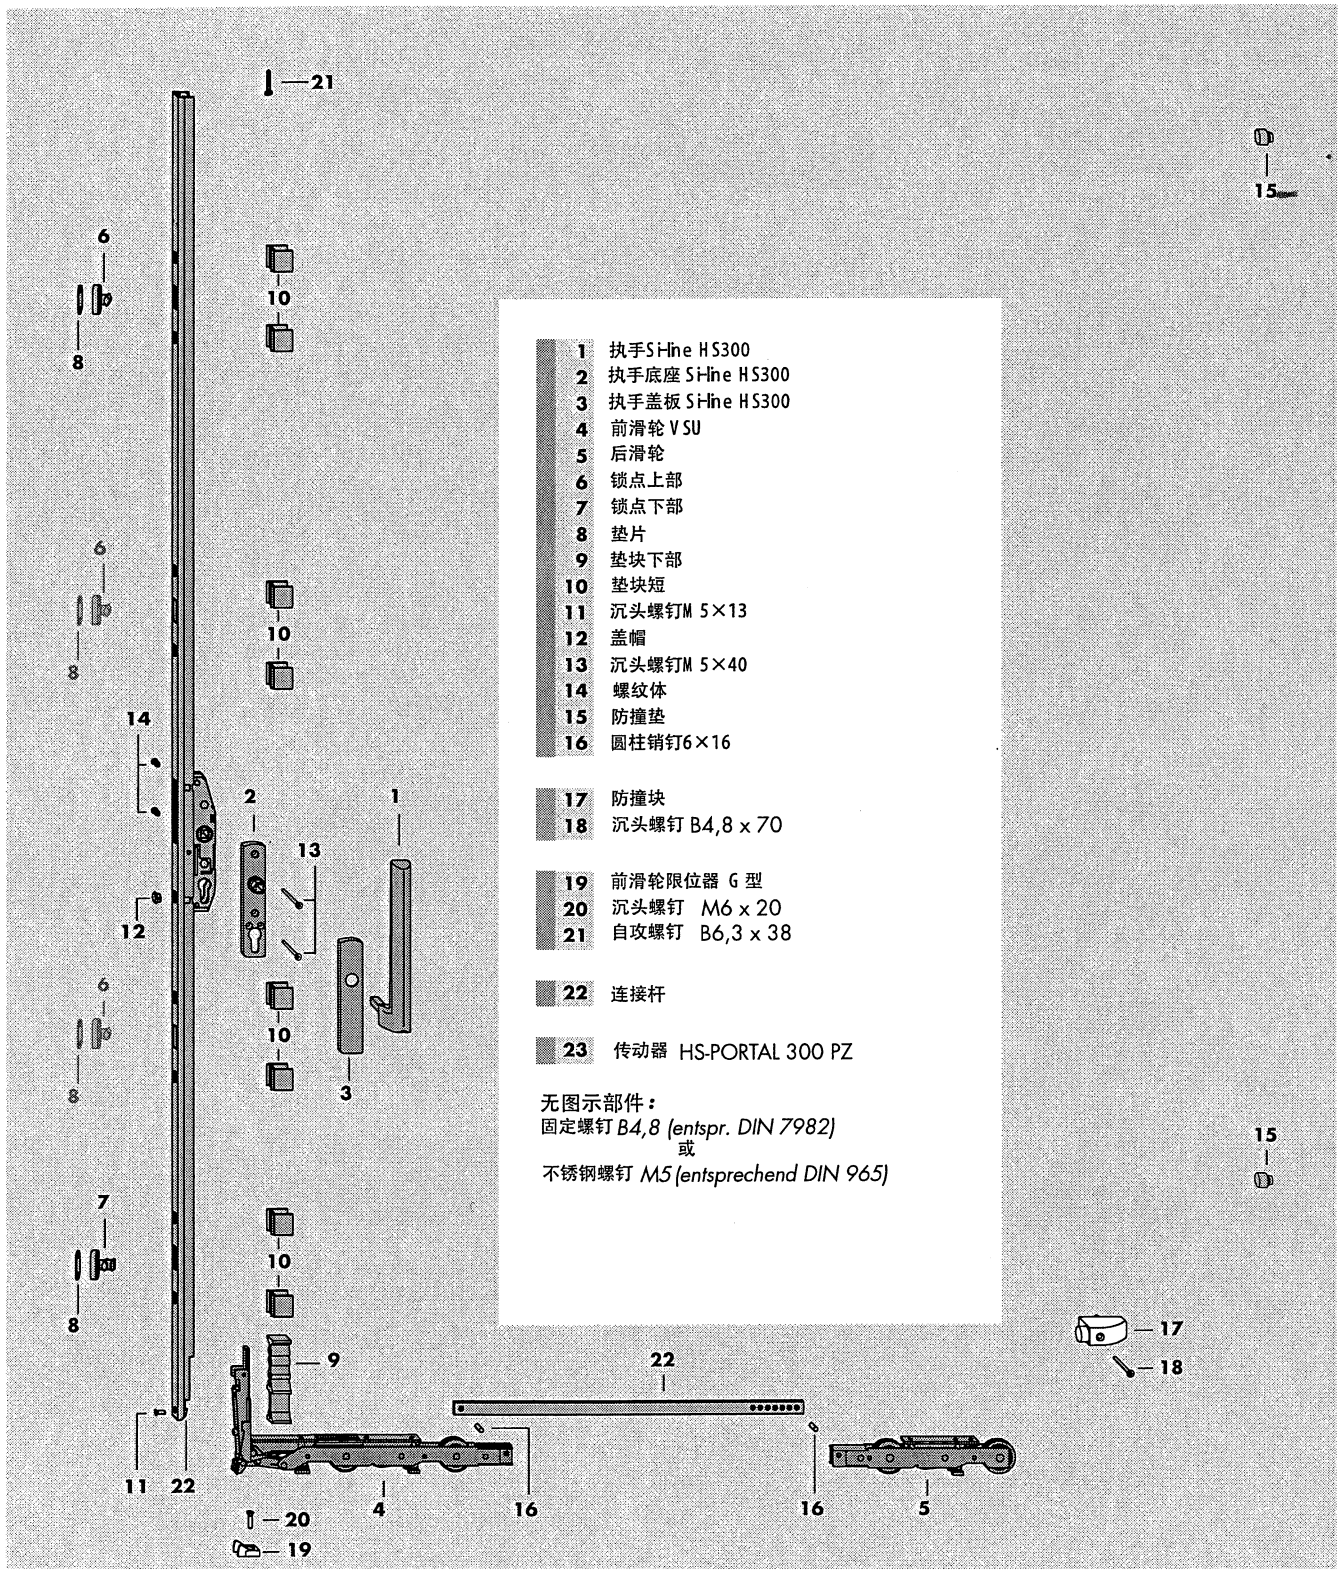 21
15
6
10
8
1 执手Si-line HS300
2 执手底座 Si-line HS300
3 执手盖板 Si-line HS300
4 前滑轮 VSU
5 后滑轮
6 锁点上部
7 锁点下部
8 垫片
9 垫块下部
10 垫块短
11 沉头螺钉M 5×13
12 盖帽
13 沉头螺钉M 5×40
14 螺纹体
15 防撞垫
16 圆柱销钉6×16
17 防撞块
18 沉头螺钉 B4,8 x 70
19 前滑轮限位器 G 型
20 沉头螺钉 M6 x 20
21 自攻螺钉 B6,3 x 38
22 连接杆
23 传动器 HS-PORTAL 300 PZ
无图示部件：
固定螺钉 B4,8 (entspr. DIN 7982)
或
不锈钢螺钉 M5 (entsprechend DIN 965)
6
10
8
14
2
1
13
12
6
10
3
8
15
7
10
8
17
9
22
18
11
22
4
16
16
5
20
19